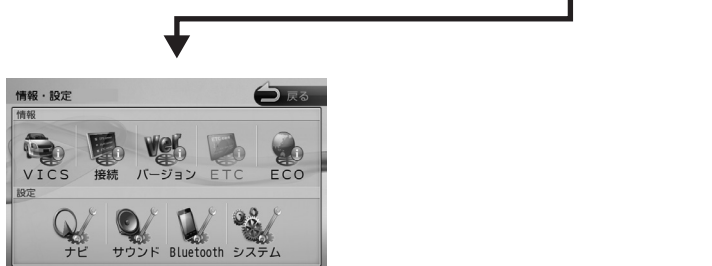 情報・設定 戻る
情報
VICS 接続 バージョン ETC ECO
設定
ナビ サウンド Bluetooth システム